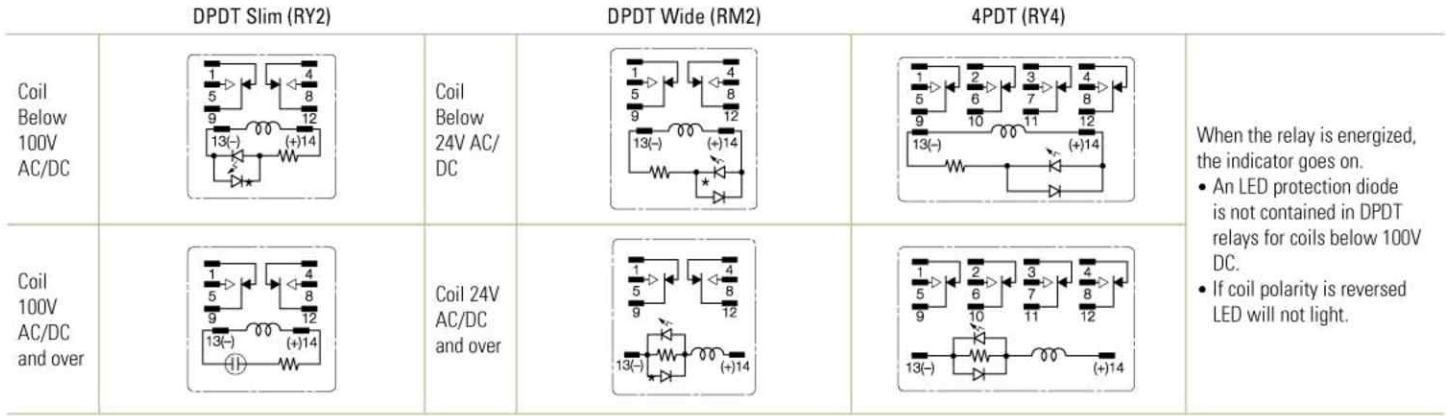 DPDT Slim (RY2)
DPDT Wide (RM2)
4PDT (RY4)
Coil
Below
100V
AC/DC
1 4
5 8
9 12
13(–) (+)14
★
Coil
Below
24V AC/
DC
1 4
5 8
9 12
13(–) (+)14
★
1 2 3 4
5 6 7 8
9 10 11 12
13(–) (+)14
When the relay is energized,
the indicator goes on.
• An LED protection diode
is not contained in DPDT
relays for coils below 100V
DC.
• If coil polarity is reversed
LED will not light.
Coil
100V
AC/DC
and over
1 4
5 8
9 12
13(–) (+)14
Coil 24V
AC/DC
and over
1 4
5 8
9 12
13(–) (+)14
★
1 2 3 4
5 6 7 8
9 10 11 12
13(–) (+)14